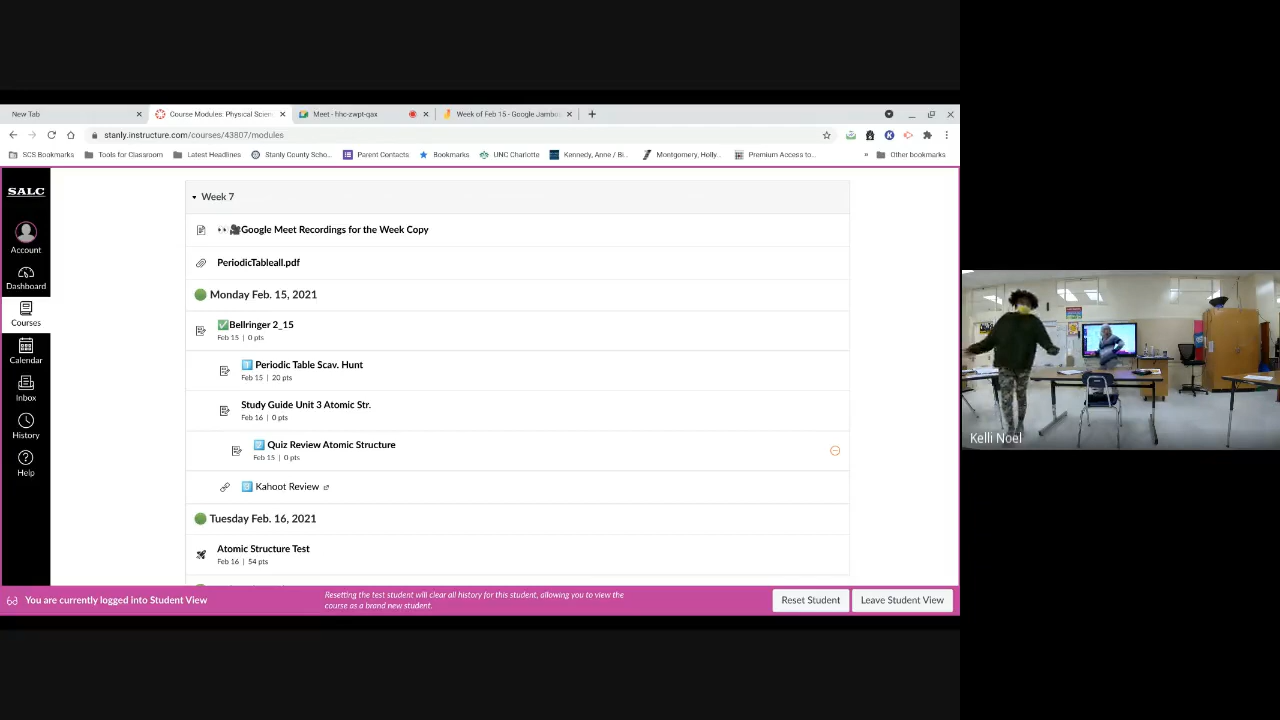 New Tab
Course Modules: Physical Scien
Meet - hhc-zwpt-qax
Week of Feb 15 - Google Jambo
stanly.instructure.com/courses/43807/modules
SCS Bookmarks
Tools for Classroom
Latest Headlines
Stanly County Scho...
Parent Contacts
Bookmarks
UNC Charlotte
Kennedy, Anne / Bi...
Montgomery, Holly...
Premium Access to...
»
Other bookmarks
SALC
Account
Dashboard
Courses
Calendar
Inbox
History
Help
Week 7
👀🎥Google Meet Recordings for the Week Copy
PeriodicTableall.pdf
🟢 Monday Feb. 15, 2021
✅Bellringer 2_15
Feb 15 | 0 pts
1️⃣ Periodic Table Scav. Hunt
Feb 15 | 20 pts
Study Guide Unit 3 Atomic Str.
Feb 16 | 0 pts
2️⃣ Quiz Review Atomic Structure
Feb 15 | 0 pts
3️⃣ Kahoot Review
🟢 Tuesday Feb. 16, 2021
Atomic Structure Test
Feb 16 | 54 pts
You are currently logged into Student View
Resetting the test student will clear all history for this student, allowing you to view the
course as a brand new student.
Reset Student
Leave Student View
Kelli Noel